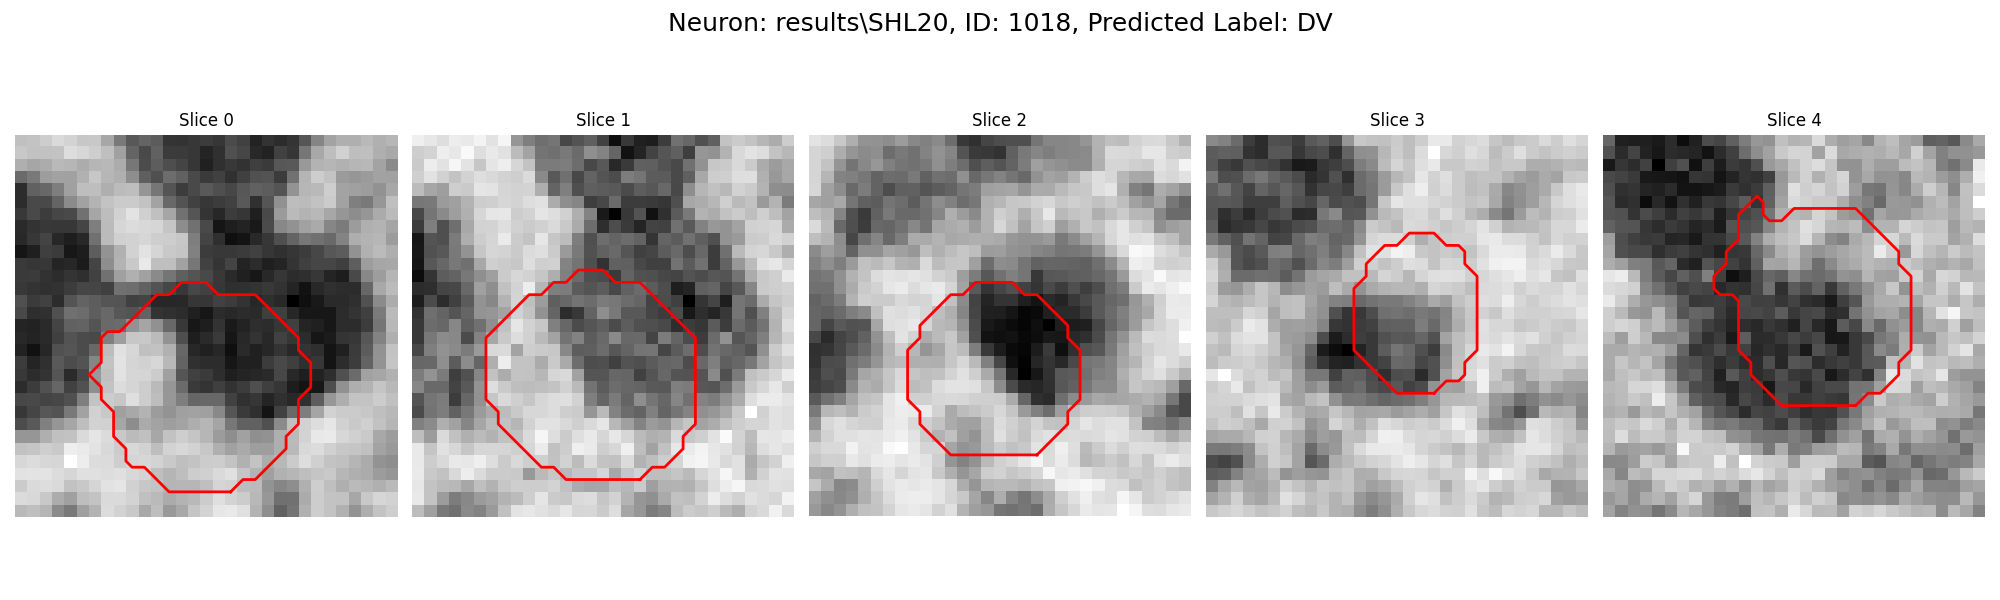 Neuron: results\SHL20, ID: 1018, Predicted Label: DV
Slice 0
Slice 1
Slice 2
Slice 3
Slice 4